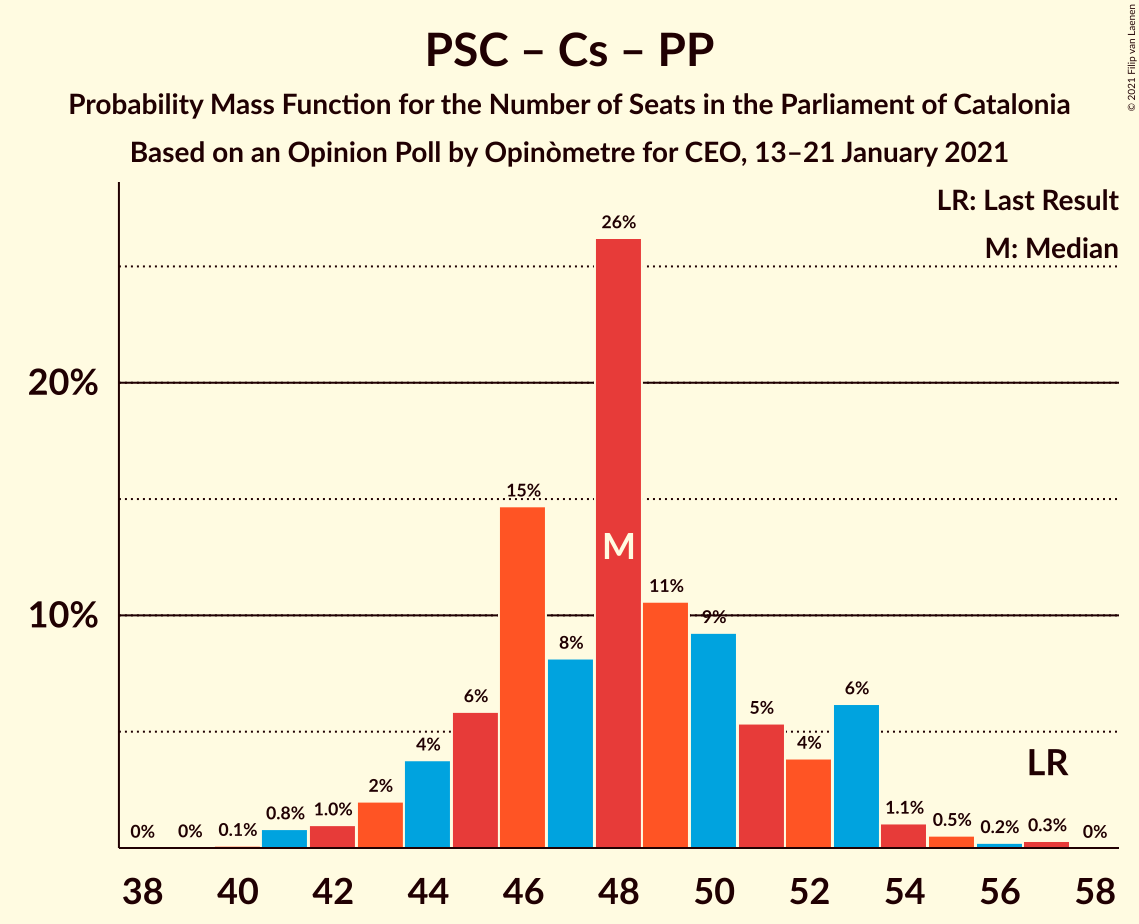 PSC – Cs – PP
Probability Mass Function for the Number of Seats in the Parliament of Catalonia
Based on an Opinion Poll by Opinòmetre for CEO, 13–21 January 2021
© 2021 Filip van Laenen
LR: Last Result
M: Median
20%
10%
0%
0%
0.1%
0.8%
1.0%
2%
4%
6%
15%
8%
26%
M
11%
9%
5%
4%
6%
1.1%
0.5%
0.2%
0.3%
LR
0%
38 40 42 44 46 48 50 52 54 56 58